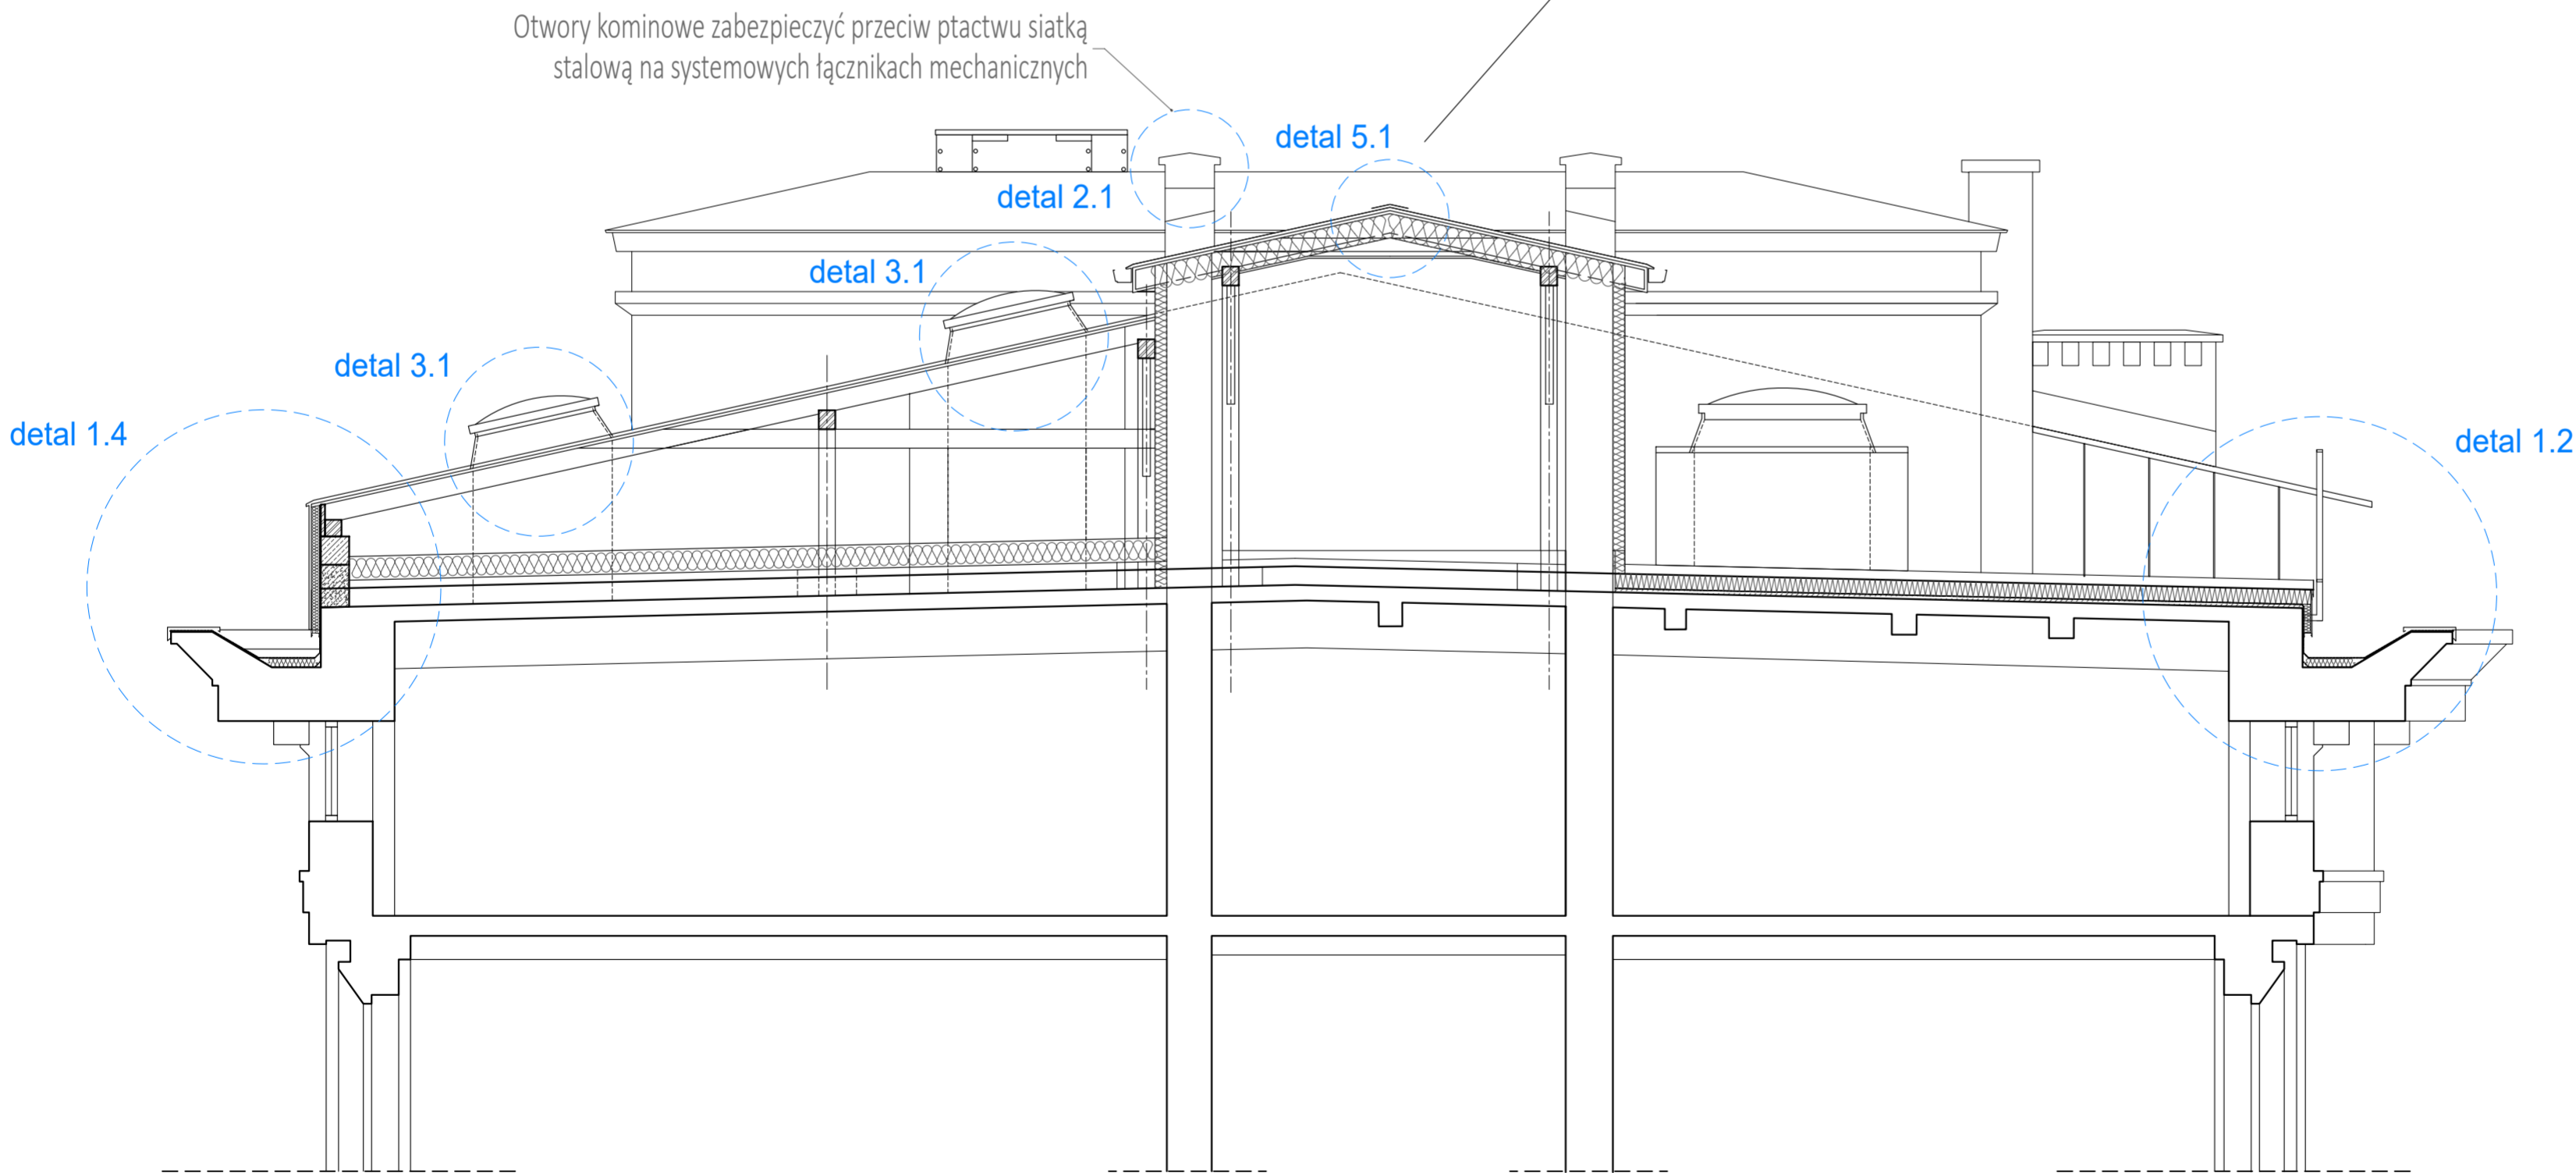 Otwory kominowe zabezpieczyć przeciw ptactwu siatką
stalową na systemowych łącznikach mechanicznych
detal 5.1
detal 2.1
detal 3.1
detal 3.1
detal 1.4
detal 1.2